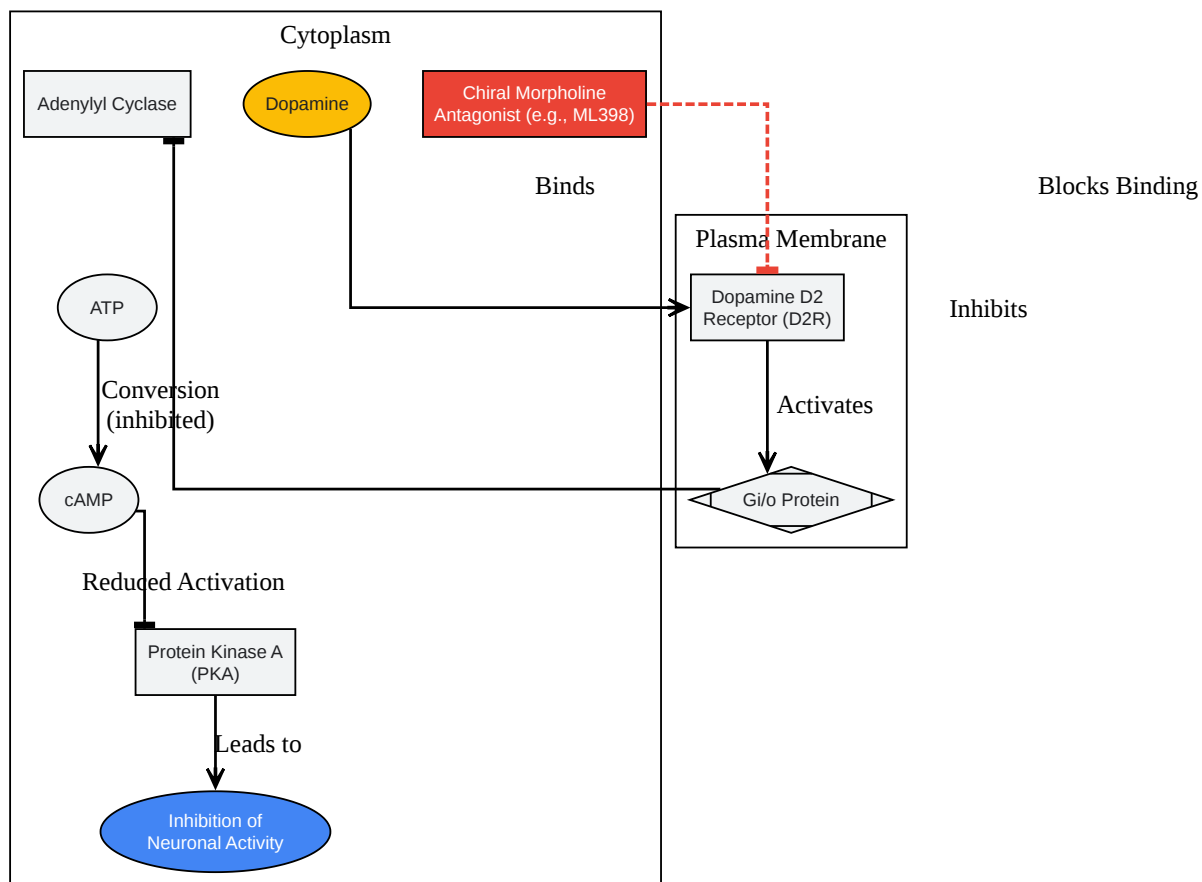 Cytoplasm
Adenylyl Cyclase
Dopamine
Chiral Morpholine
Antagonist (e.g., ML398)
Binds
Blocks Binding
Plasma Membrane
ATP
Dopamine D2
Receptor (D2R)
Inhibits
Conversion
(inhibited)
Activates
cAMP
Gi/o Protein
Reduced Activation
Protein Kinase A
(PKA)
Leads to
Inhibition of
Neuronal Activity